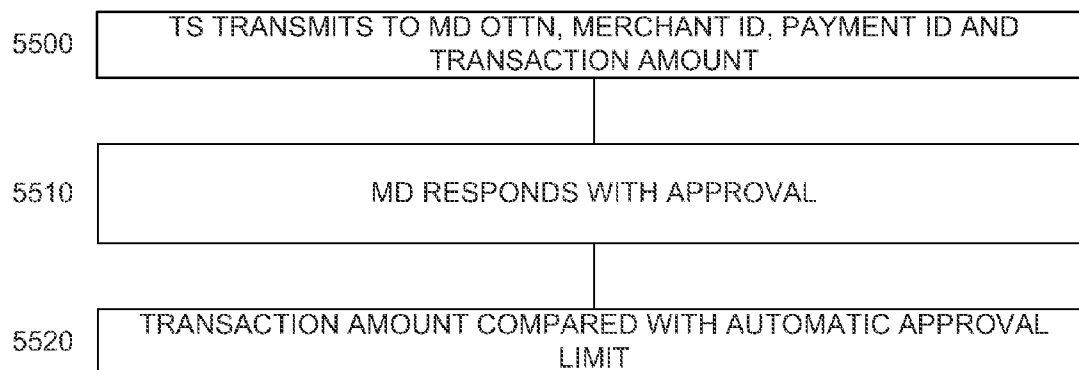 5500
TS TRANSMITS TO MD OTTN, MERCHANT ID, PAYMENT ID AND
TRANSACTION AMOUNT
5510
MD RESPONDS WITH APPROVAL
5520
TRANSACTION AMOUNT COMPARED WITH AUTOMATIC APPROVAL
LIMIT